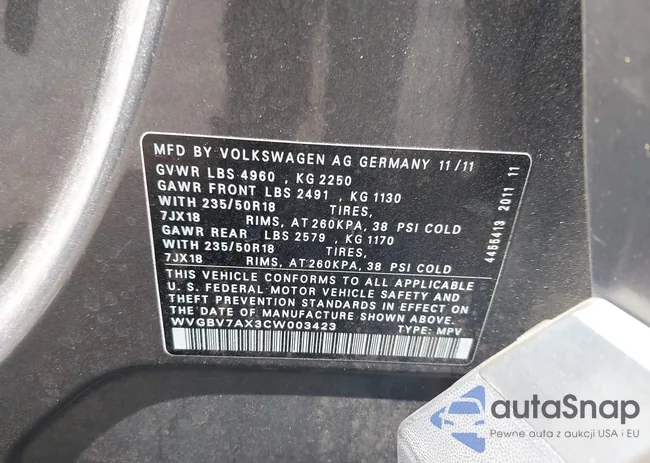 MFD BY VOLKSWAGEN AG GERMANY 11/11
GVWR LBS 4960 , KG 2250
GAWR FRONT LBS 2491 , KG 1130
WITH 235/50R18 TIRES,
7JX18 RIMS, AT 260KPA, 38 PSI COLD
GAWR REAR LBS 2579 , KG 1170
WITH 235/50R18 TIRES,
7JX18 RIMS, AT 260KPA, 38 PSI COLD
THIS VEHICLE CONFORMS TO ALL APPLICABLE
U. S. FEDERAL MOTOR VEHICLE SAFETY AND
THEFT PREVENTION STANDARDS IN EFFECT ON
THE DATE OF MANUFACTURE SHOWN ABOVE
WVGBV7AX3CW003423 TYPE: MPV
4455413 2011 11
autoSnap
Pewne auta z aukcji USA i EU